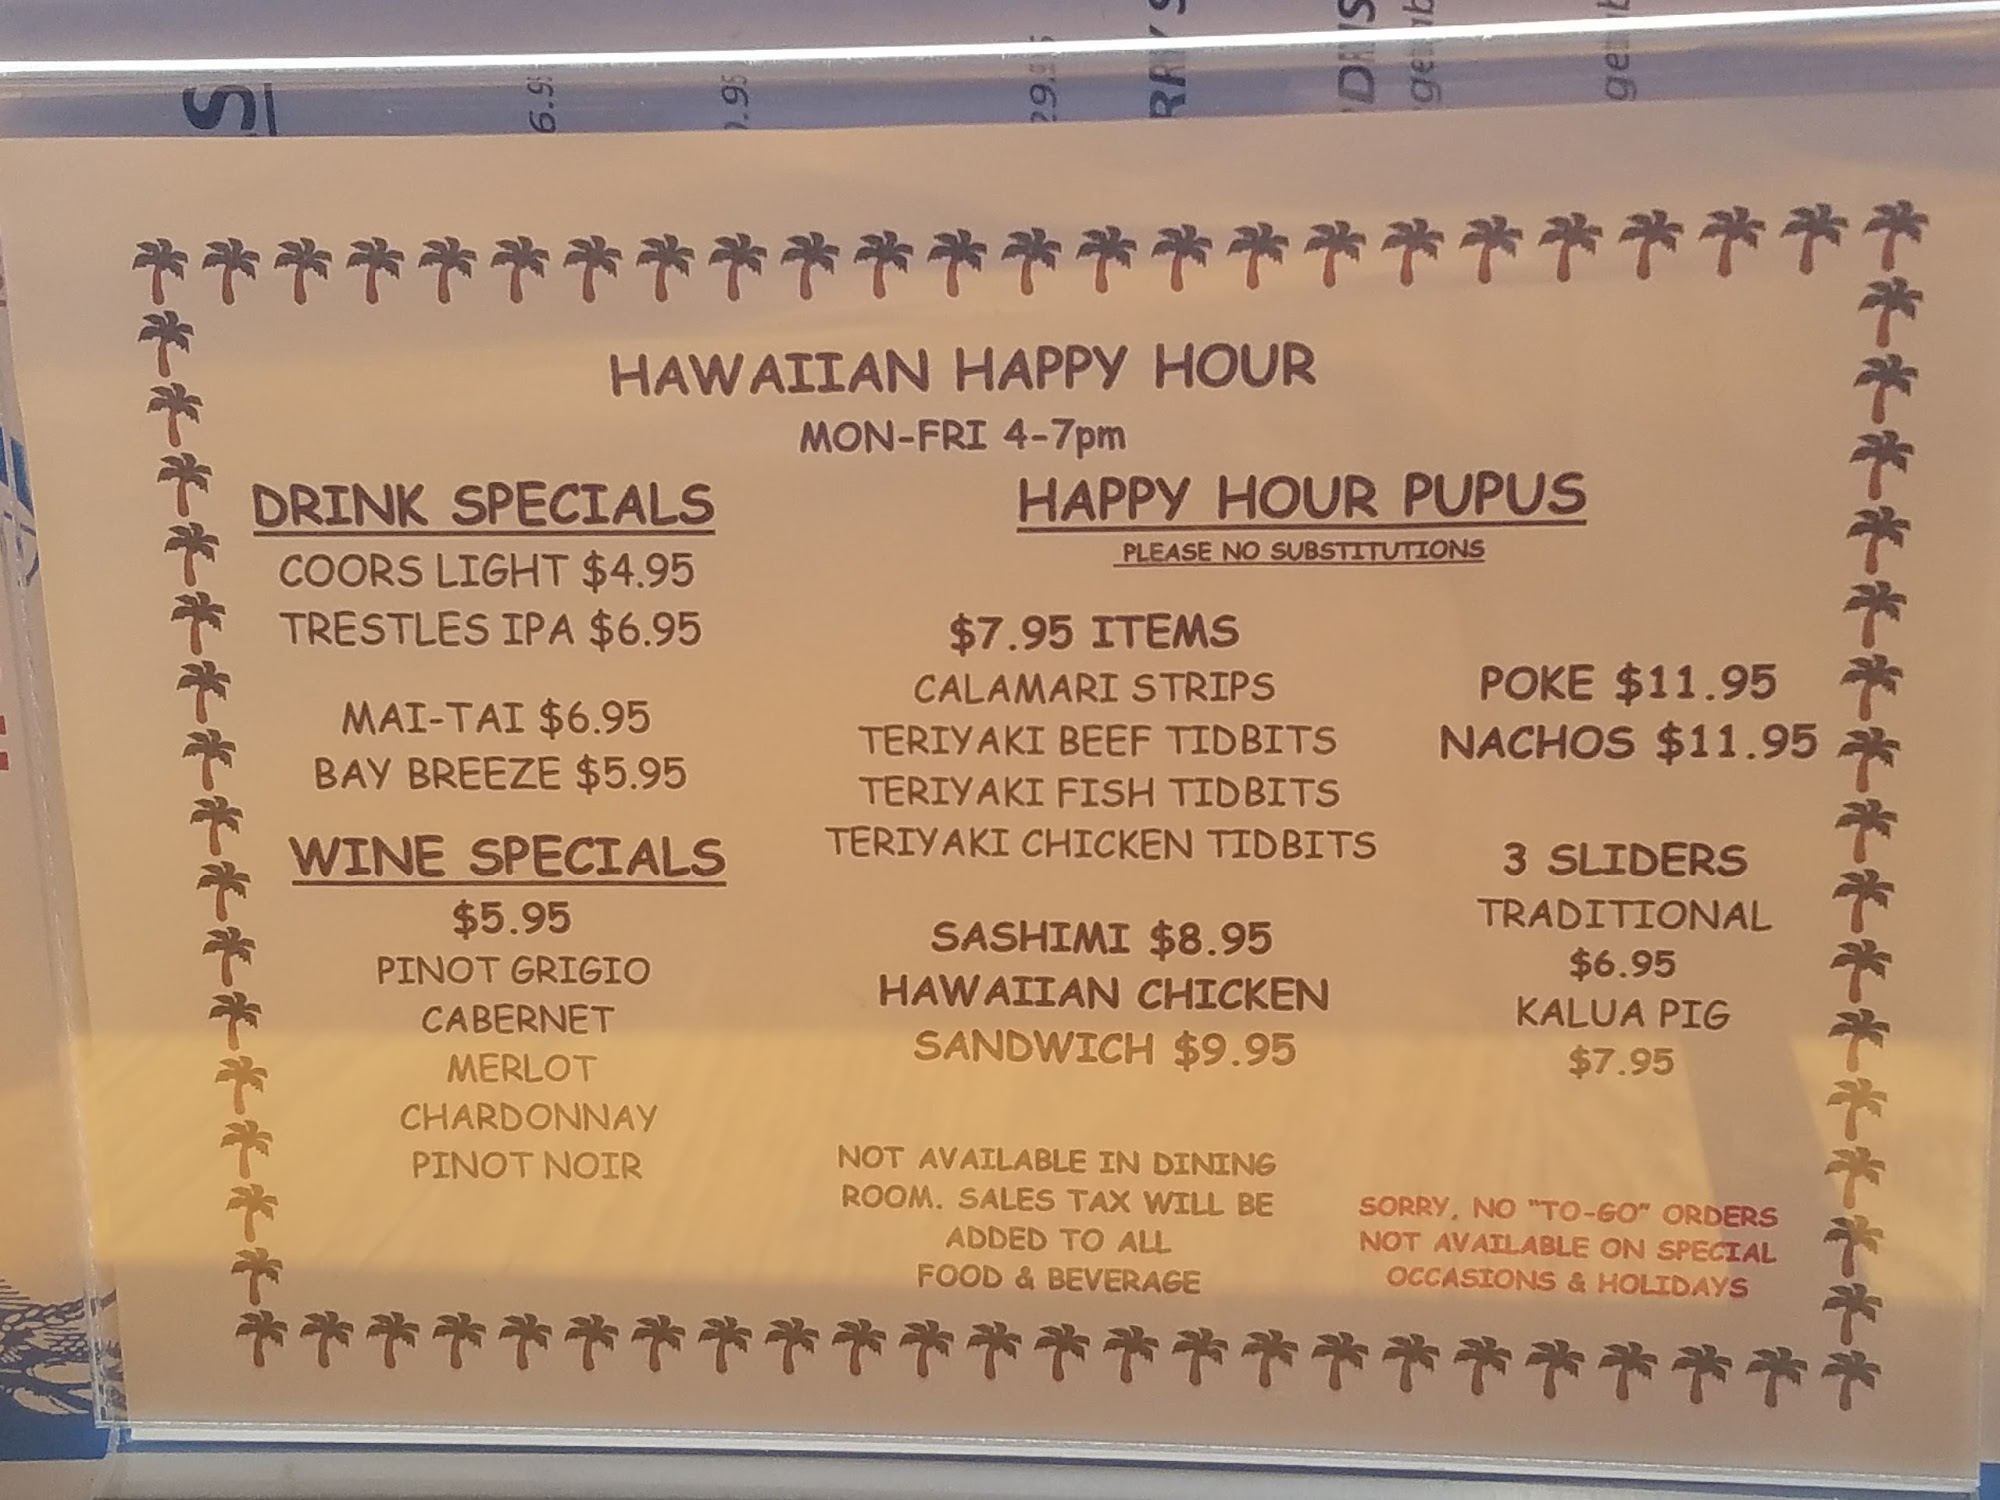 HAWAIIAN HAPPY HOUR
MON-FRI 4-7pm
DRINK SPECIALS
COORS LIGHT $4.95
TRESTLES IPA $6.95
MAI-TAI $6.95
BAY BREEZE $5.95
WINE SPECIALS
$5.95
PINOT GRIGIO
CABERNET
MERLOT
CHARDONNAY
PINOT NOIR
HAPPY HOUR PUPUS
PLEASE NO SUBSTITUTIONS
$7.95 ITEMS
CALAMARI STRIPS
TERIYAKI BEEF TIDBITS
TERIYAKI FISH TIDBITS
TERIYAKI CHICKEN TIDBITS
SASHIMI $8.95
HAWAIIAN CHICKEN
SANDWICH $9.95
NOT AVAILABLE IN DINING
ROOM. SALES TAX WILL BE
ADDED TO ALL
FOOD & BEVERAGE
POKE $11.95
NACHOS $11.95
3 SLIDERS
TRADITIONAL
$6.95
KALUA PIG
$7.95
SORRY, NO "TO-GO" ORDERS
NOT AVAILABLE ON SPECIAL
OCCASIONS & HOLIDAYS